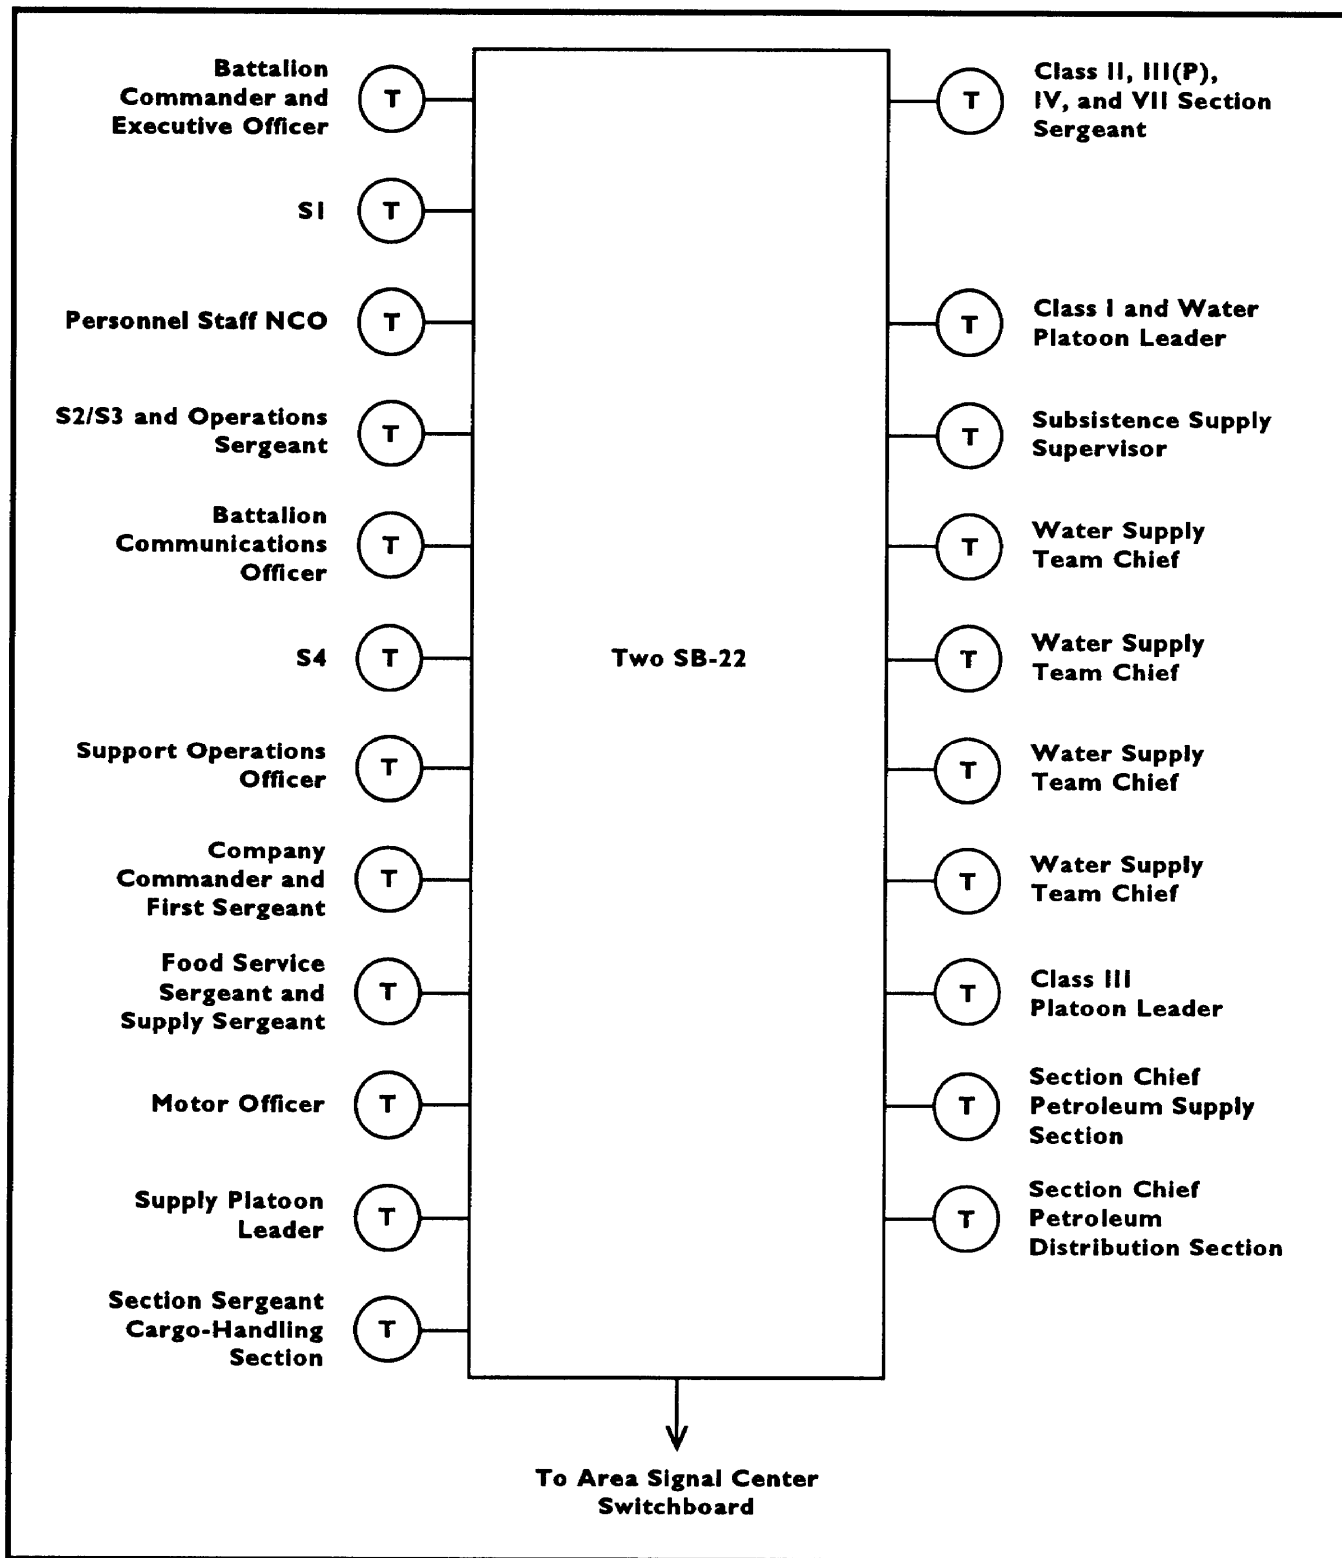 Battalion
Commander and
Executive Officer
T
S1
T
Personnel Staff NCO
T
S2/S3 and Operations
Sergeant
T
Battalion
Communications
Officer
T
S4
T
Support Operations
Officer
T
Company
Commander and
First Sergeant
T
Food Service
Sergeant and
Supply Sergeant
T
Motor Officer
T
Supply Platoon
Leader
T
Section Sergeant
Cargo-Handling
Section
T
Two SB-22
T
Class II, III(P),
IV, and VII Section
Sergeant
T
Class I and Water
Platoon Leader
T
Subsistence Supply
Supervisor
T
Water Supply
Team Chief
T
Water Supply
Team Chief
T
Water Supply
Team Chief
T
Water Supply
Team Chief
T
Class III
Platoon Leader
T
Section Chief
Petroleum Supply
Section
T
Section Chief
Petroleum
Distribution Section
To Area Signal Center
Switchboard